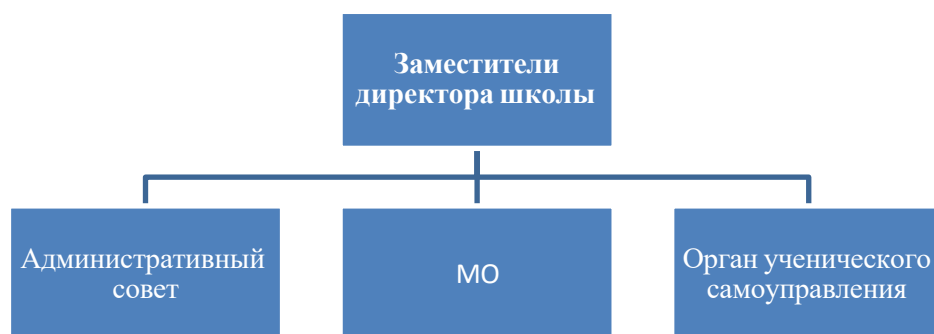 Заместители
директора школы
Административный
совет
МО
Орган ученического
самоуправления